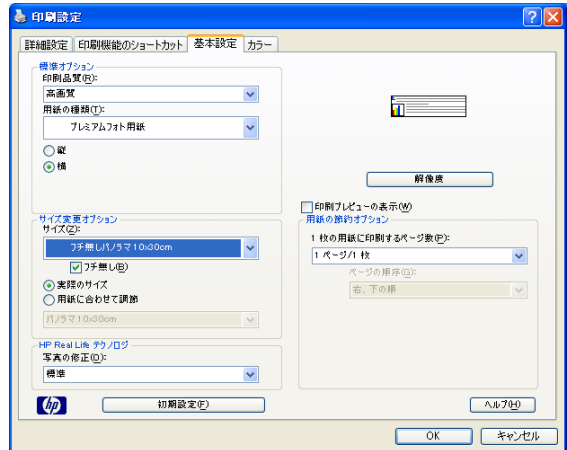 印刷設定
詳細設定 印刷機能のショートカット 基本設定 カラー
標準オプション
印刷品質(R):
高画質
用紙の種類(T):
プレミアムフォト用紙
縦
横
解像度
印刷プレビューの表示(W)
サイズ変更オプション
サイズ(Z):
フチ無しパノラマ 10x30cm
フチ無し(B)
実際のサイズ
用紙に合わせて調節
パノラマ 10x30cm
用紙の節約オプション
1 枚の用紙に印刷するページ数(P):
1 ページ/1 枚
ページの順序(G):
右、下の順
HP Real Life テクノロジ
写真の修正(O):
標準
hp
初期設定(F)
ヘルプ(H)
OK
キャンセル